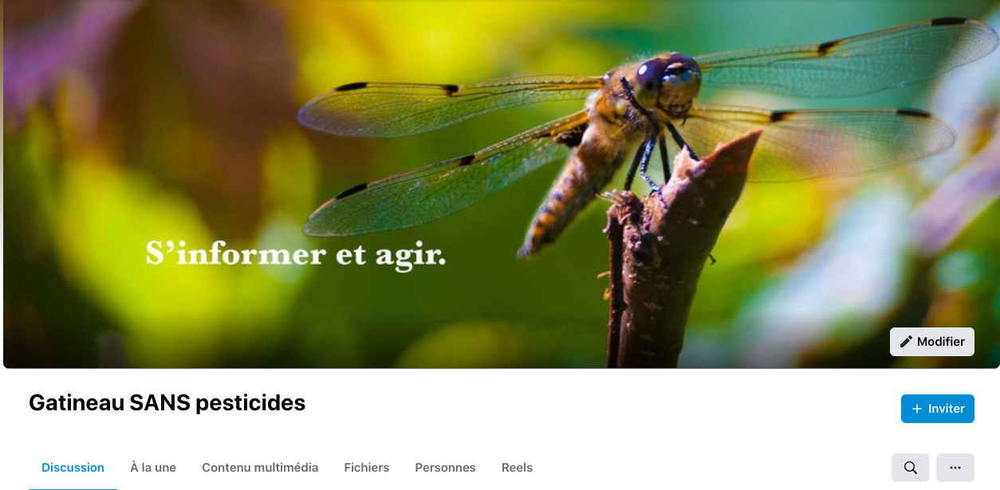 S'informer et agir.
Modifier
Gatineau SANS pesticides
+ Inviter
Discussion À la une Contenu multimédia Fichiers Personnes Reels